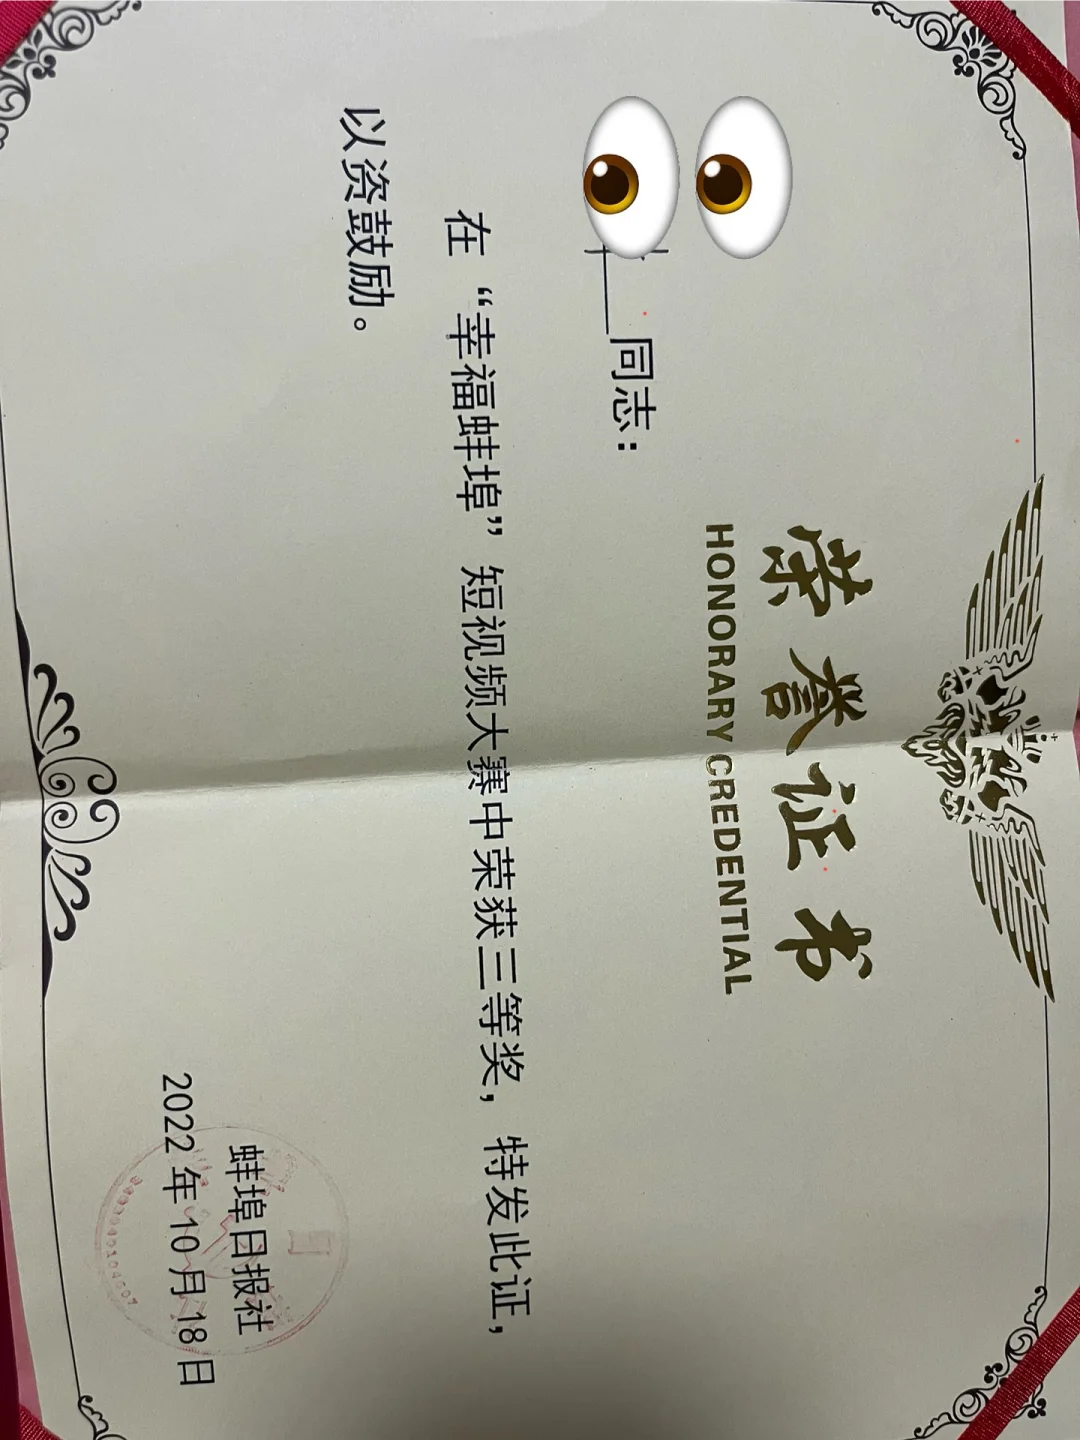 荣誉证书
HONORARY CREDENTIAL
同志：
在“幸福蚌埠”短视频大赛中荣获三等奖，特发此证，
以资鼓励。
蚌埠日报社
2022年10月18日